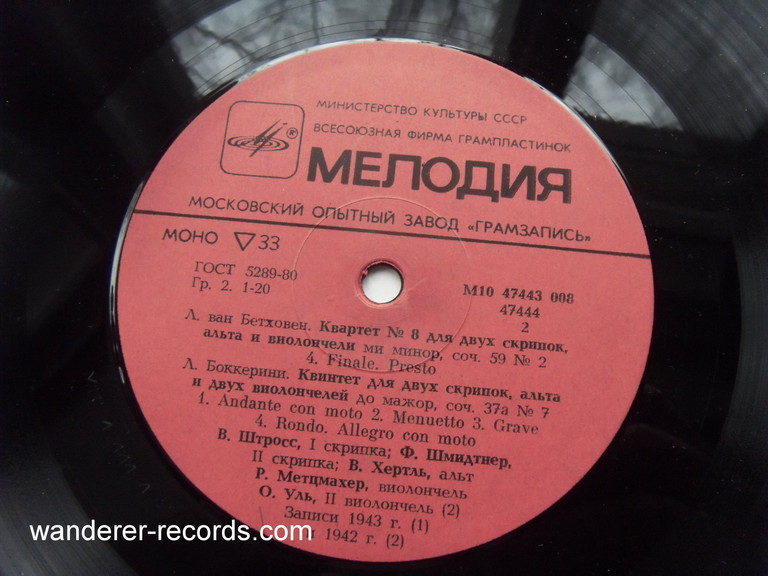 МИНИСТЕРСТВО КУЛЬТУРЫ СССР
ВСЕСОЮЗНАЯ ФИРМА ГРАМПЛАСТИНОК
®
МЕЛОДИЯ
МОСКОВСКИЙ ОПЫТНЫЙ ЗАВОД «ГРАМЗАПИСЬ»
МОНО ▽33
ГОСТ 5289-80
Гр. 2. 1-20
М10 47443 008
47444
2
Л. ван Бетховен. Квартет № 8 для двух скрипок,
альта и виолончели ми минор, соч. 59 № 2
4. Finale. Presto
Л. Боккерини. Квинтет для двух скрипок, альта
и двух виолончелей до мажор, соч. 37а № 7
1. Andante con moto 2. Menuetto 3. Grave
4. Rondo. Allegro con moto
В. Штросс, I скрипка; Ф. Шмидтнер,
II скрипка; В. Хертль, альт
Р. Метцмахер, виолончель
О. Уль, II виолончель (2)
Записи 1943 г. (1)
1942 г. (2)
wanderer-records.com